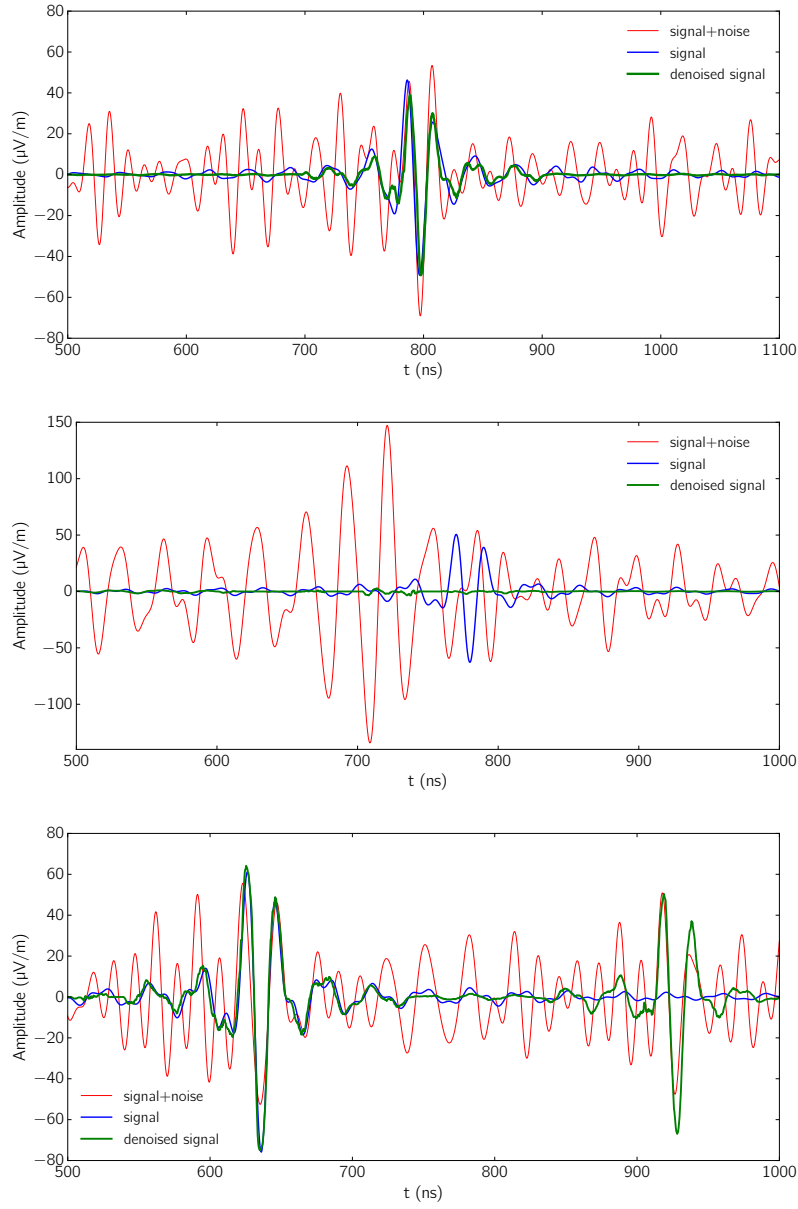 80
60
40
20
0
−20
−40
−60
−80
Amplitude (µV/m)
signal+noise
signal
denoised signal
500 600 700 800 900 1000 1100
t (ns)
150
100
50
0
−50
−100
Amplitude (µV/m)
signal+noise
signal
denoised signal
500 600 700 800 900 1000
t (ns)
80
60
40
20
0
−20
−40
−60
−80
Amplitude (µV/m)
signal+noise
signal
denoised signal
500 600 700 800 900 1000
t (ns)